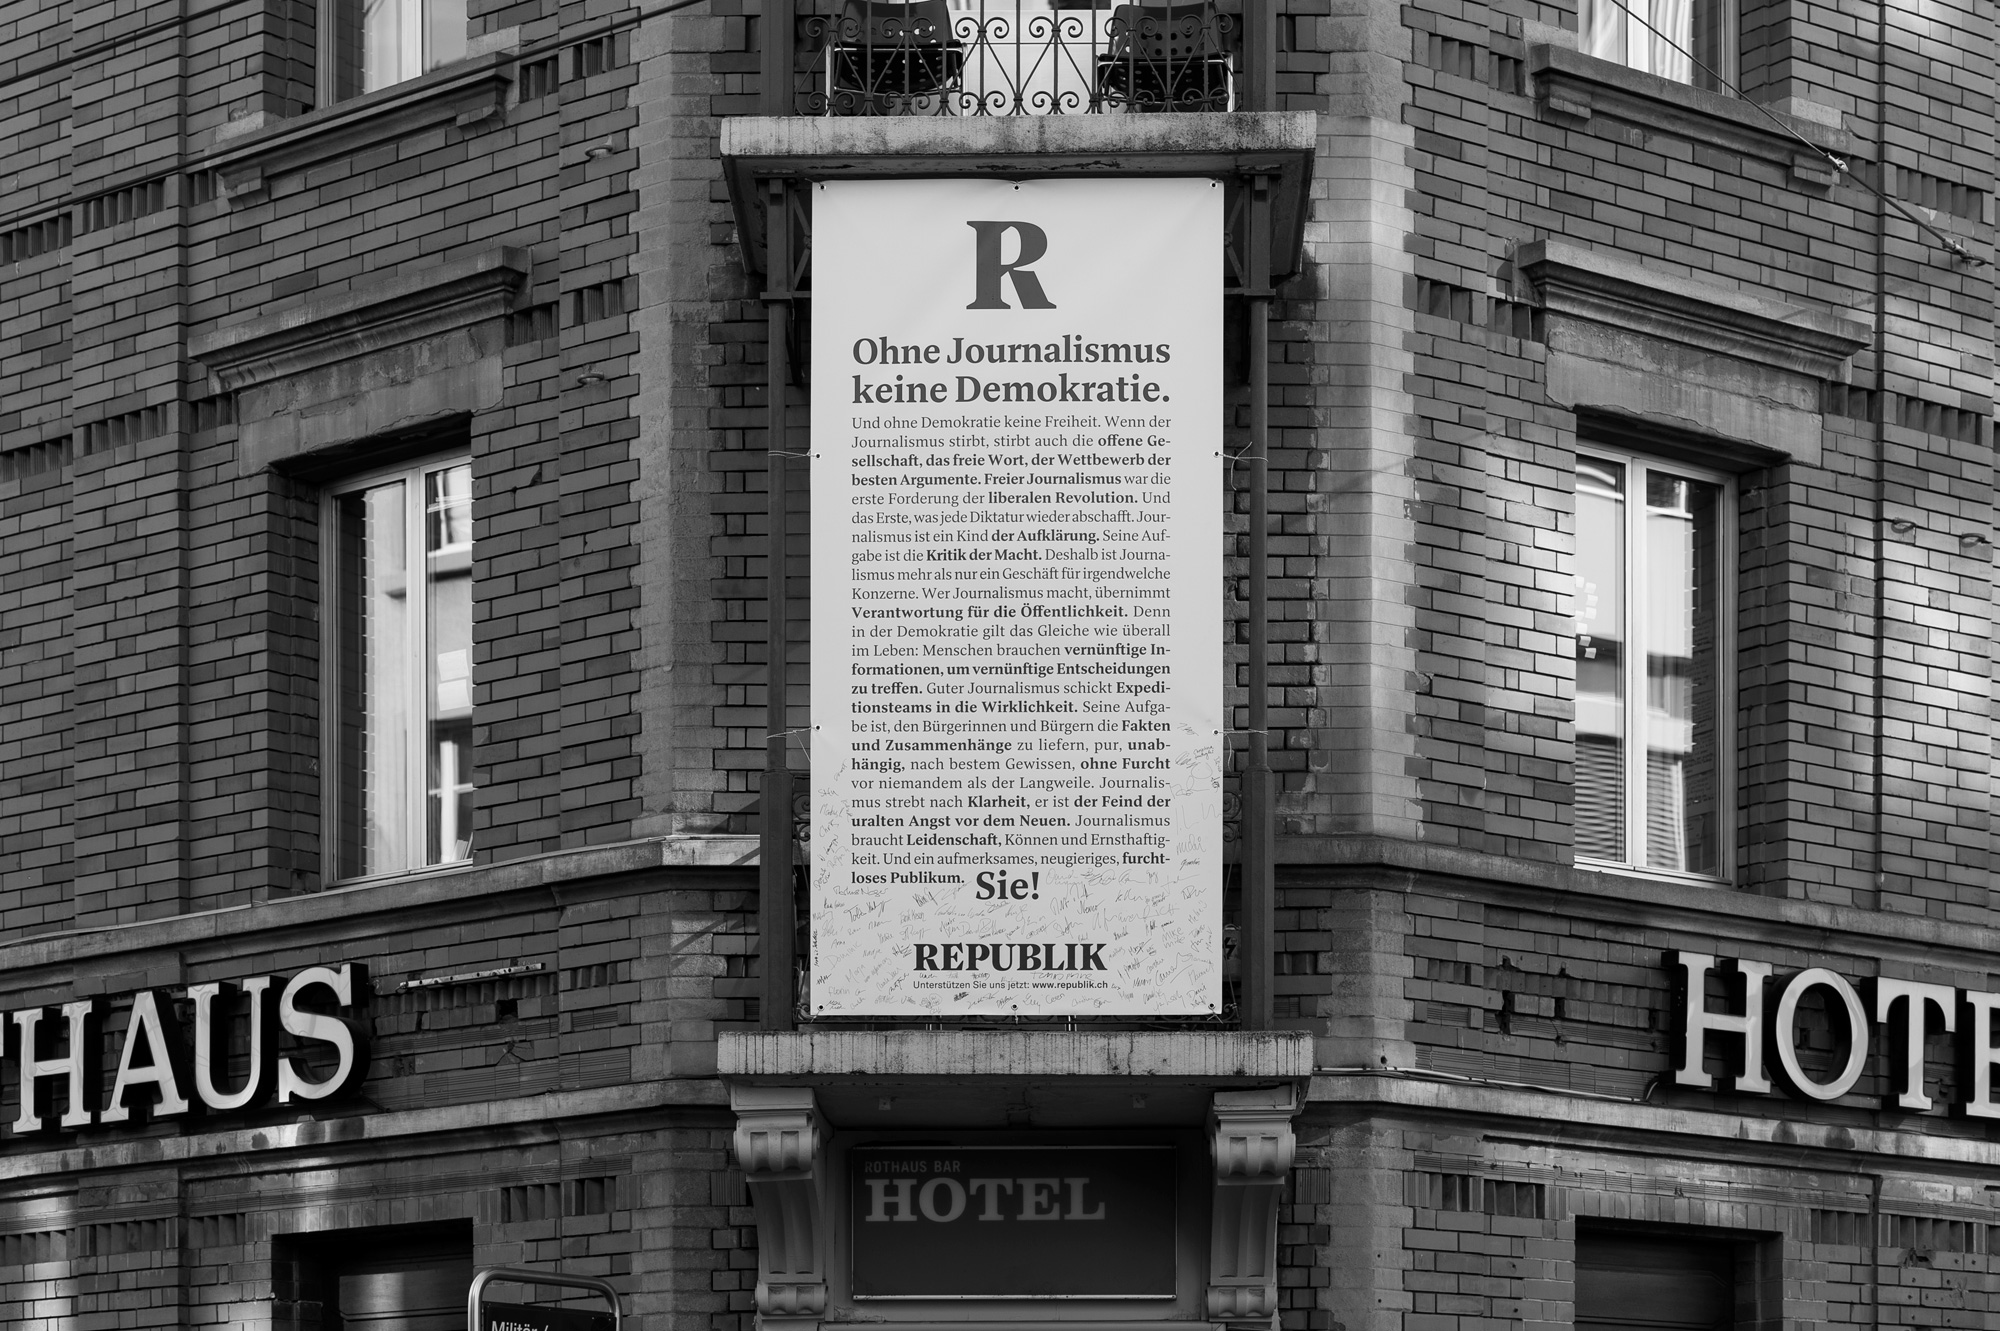 R
Ohne Journalismus
keine Demokratie.
Und ohne Demokratie keine Freiheit. Wenn der
Journalismus stirbt, stirbt auch die offene Ge-
sellschaft, das freie Wort, der Wettbewerb der
besten Argumente. Freier Journalismus war die
erste Forderung der liberalen Revolution. Und
das Erste, was jede Diktatur wieder abschafft. Jour-
nalismus ist ein Kind der Aufklärung. Seine Auf-
gabe ist die Kritik der Macht. Deshalb ist Journa-
lismus mehr als nur ein Geschäft für irgendwelche
Konzerne. Wer Journalismus macht, übernimmt
Verantwortung für die Öffentlichkeit. Denn
in der Demokratie gilt das Gleiche wie überall
im Leben: Menschen brauchen vernünftige In-
formationen, um vernünftige Entscheidungen
zu treffen. Guter Journalismus schickt Expedi-
tionsteams in die Wirklichkeit. Seine Aufga-
be ist, den Bürgerinnen und Bürgern die Fakten
und Zusammenhänge zu liefern, pur, unab-
hängig, nach bestem Gewissen, ohne Furcht
vor niemandem als der Langweile. Journalis-
mus strebt nach Klarheit, er ist der Feind der
uralten Angst vor dem Neuen. Journalismus
braucht Leidenschaft, Können und Ernsthaftig-
keit. Und ein aufmerksames, neugieriges, furcht-
loses Publikum. Sie!
REPUBLIK
Unterstützen Sie uns jetzt: www.republik.ch
THAUS
HOTE
ROTHAUS BAR
HOTEL
Militär/